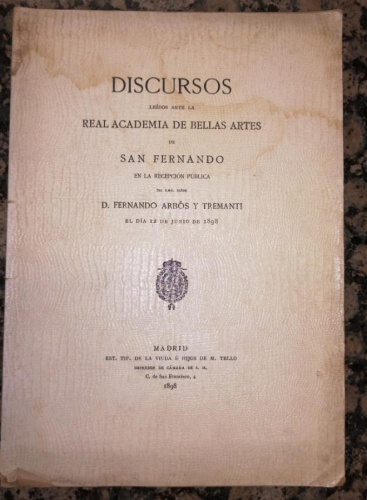 DISCURSOS
LEÍDOS ANTE LA
REAL ACADEMIA DE BELLAS ARTES
DE
SAN FERNANDO
EN LA RECEPCIÓN PÚBLICA
DEL ILMO. SEÑOR
D. FERNANDO ARBÓS Y TREMANTI
EL DÍA 12 DE JUNIO DE 1898
MADRID
EST. TIP. DE LA VIUDA É HIJOS DE M. TELLO
IMPRESOR DE CÁMARA DE S. M.
C. de San Francisco, 4
1898